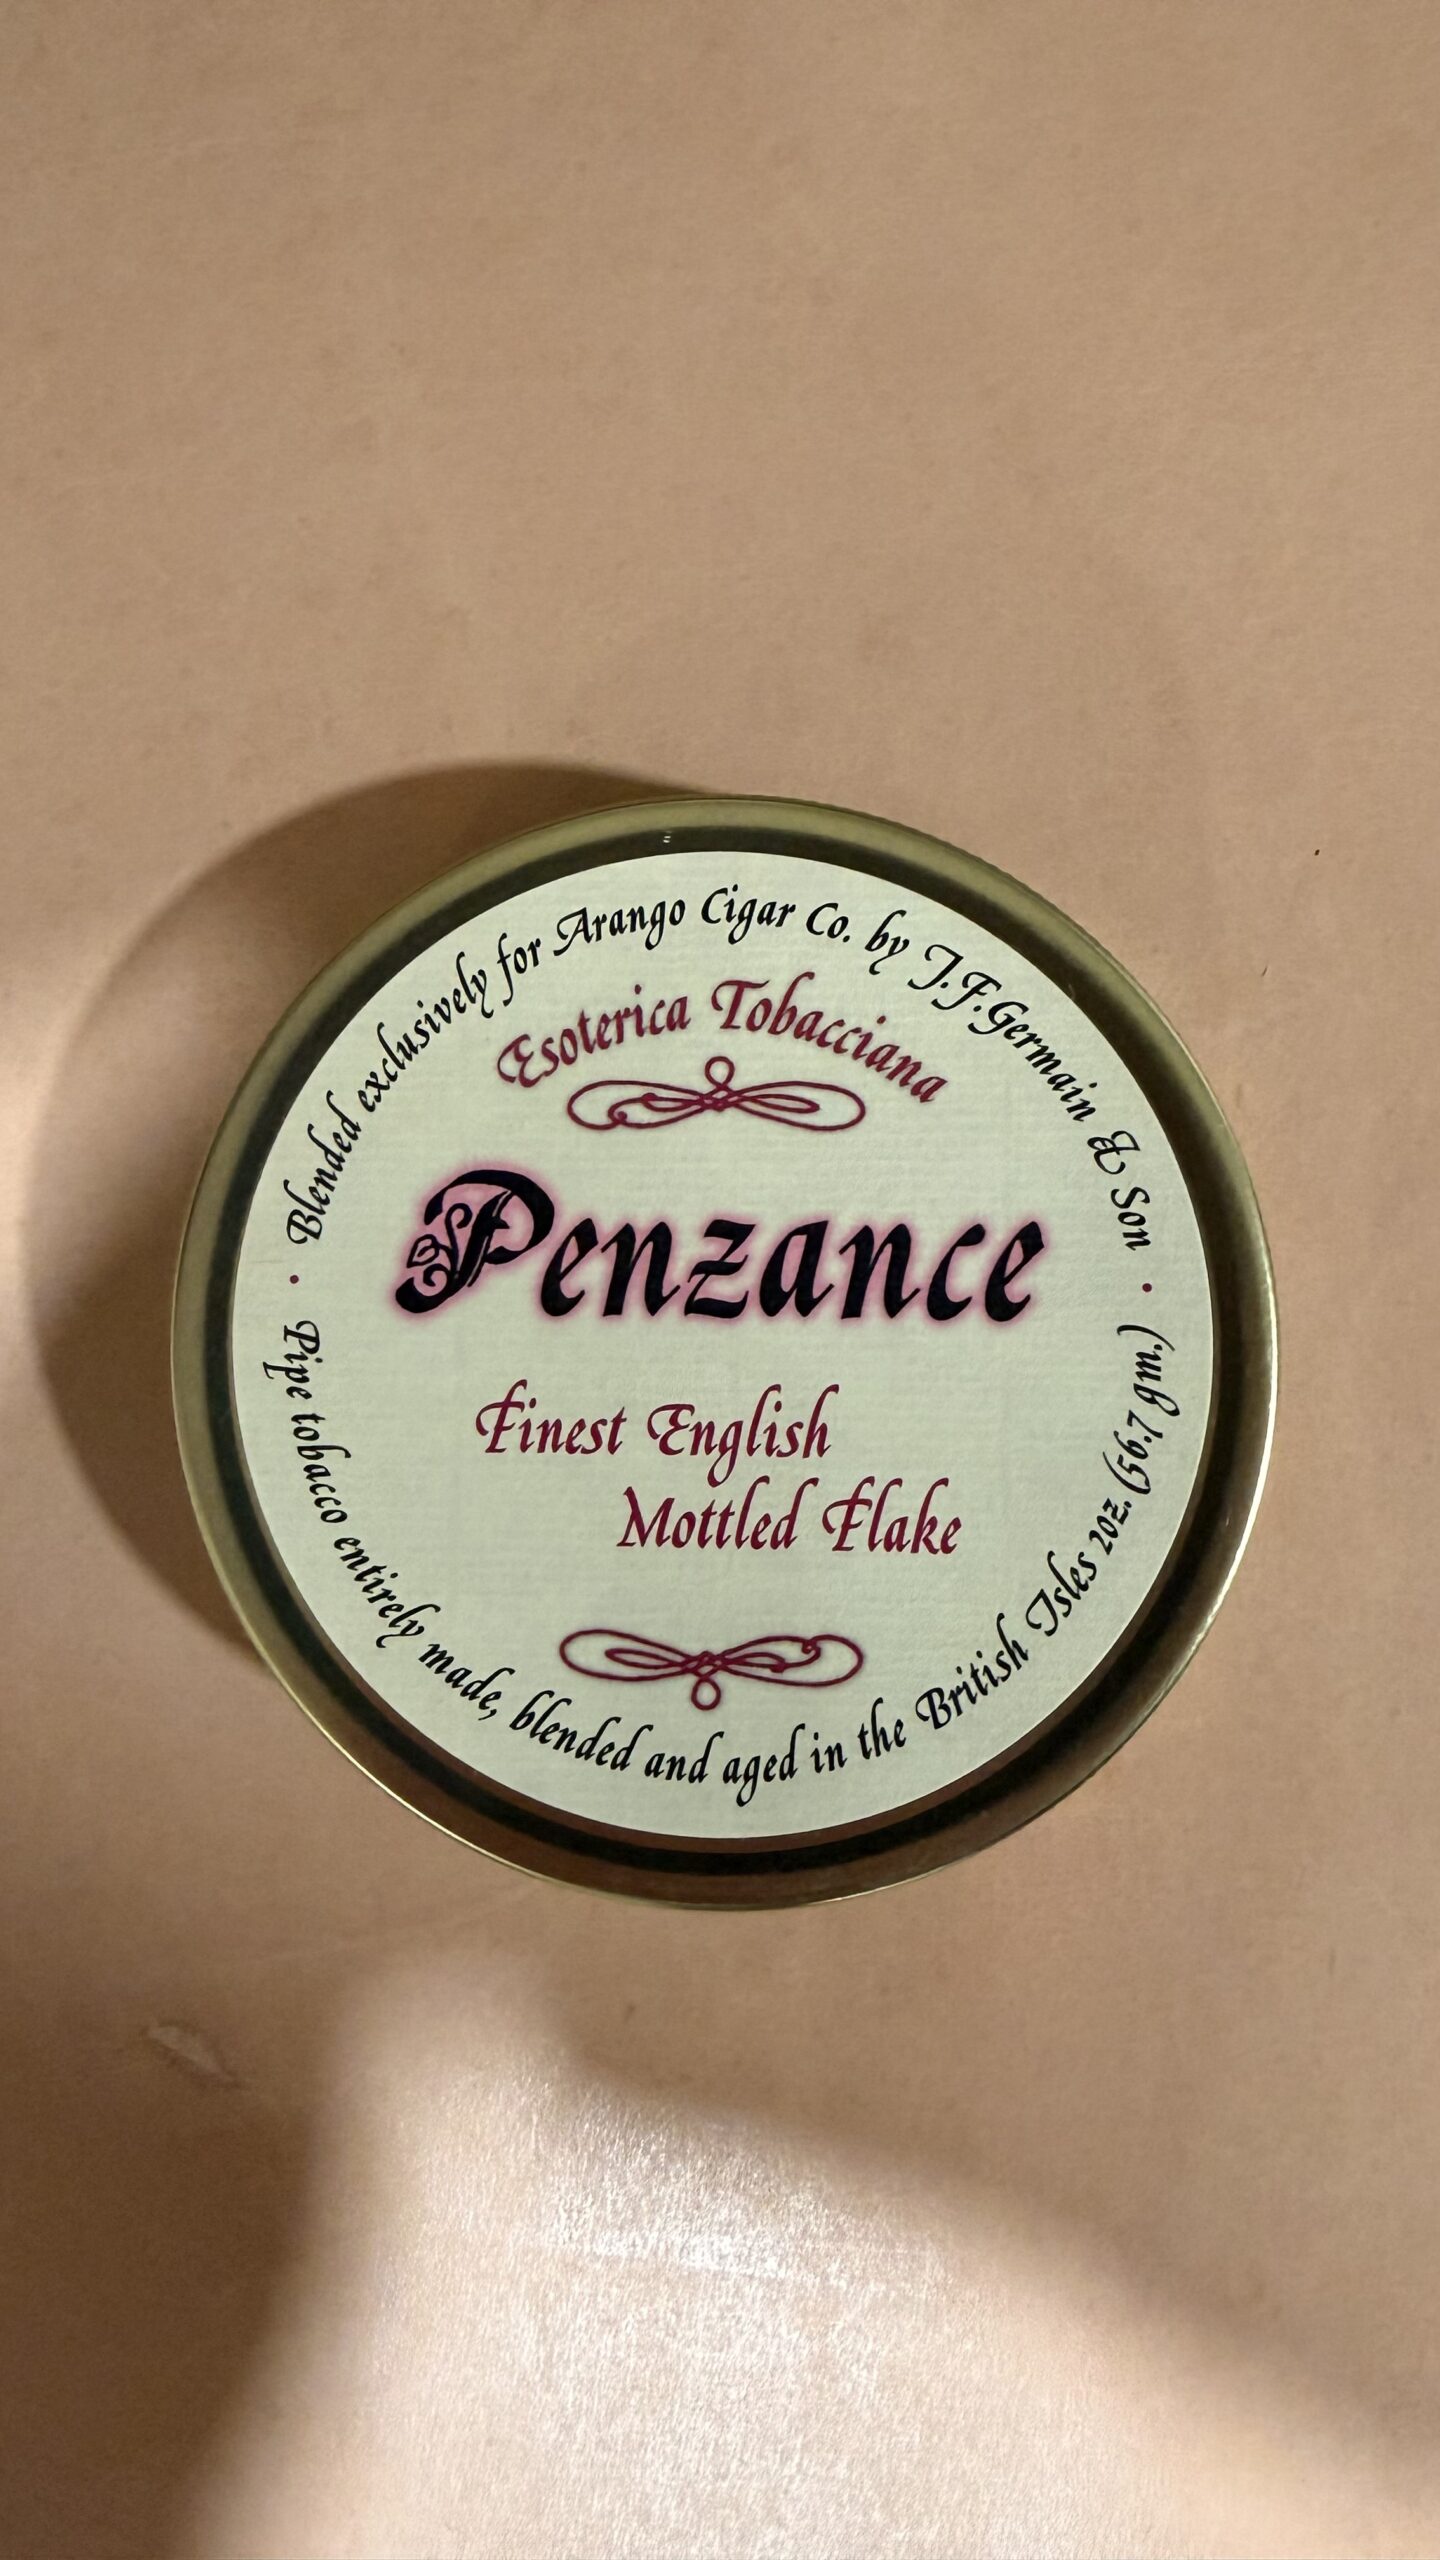 Blended exclusively for Arango Cigar Co. by J.F.Germain & Son
Esoterica Tobacciana
Penzance
Finest English
Mottled Flake
Pipe tobacco entirely made, blended and aged in the British Isles 2oz. (56.7 gm.)